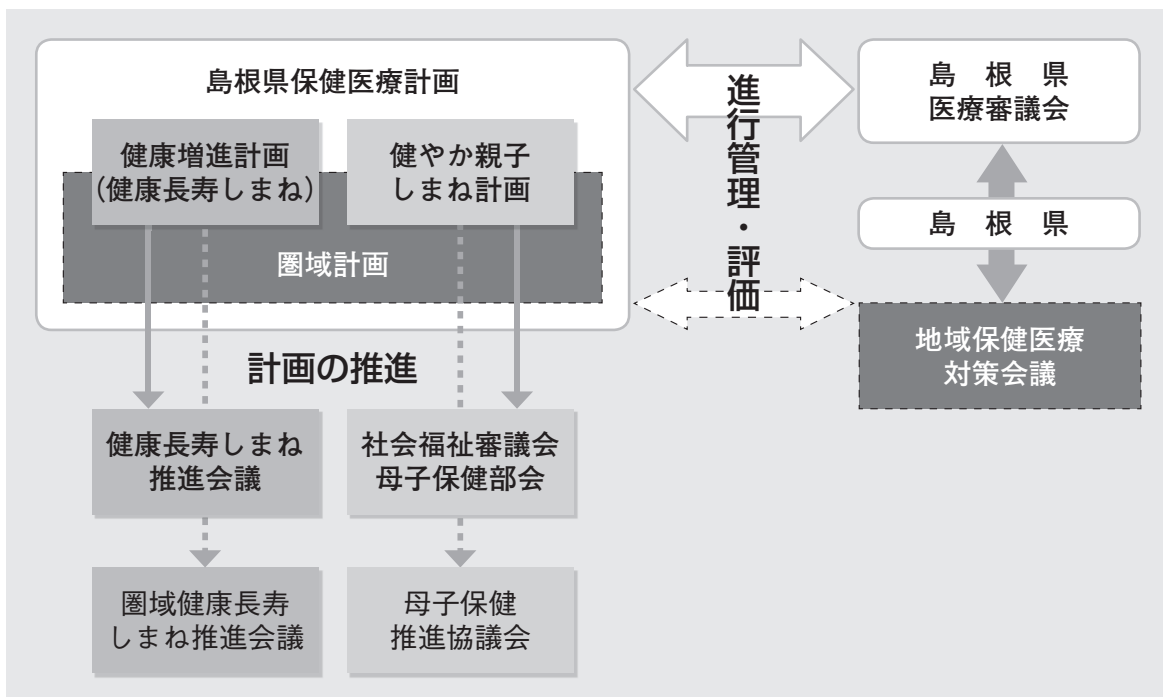 島根県保健医療計画
健康増進計画
(健康長寿しまね)
健やか親子
しまね計画
圏域計画
進行管理・評価
島　根　県
医療審議会
島　根　県
地域保健医療
対策会議
計画の推進
健康長寿しまね
推進会議
社会福祉審議会
母子保健部会
圏域健康長寿
しまね推進会議
母子保健
推進協議会